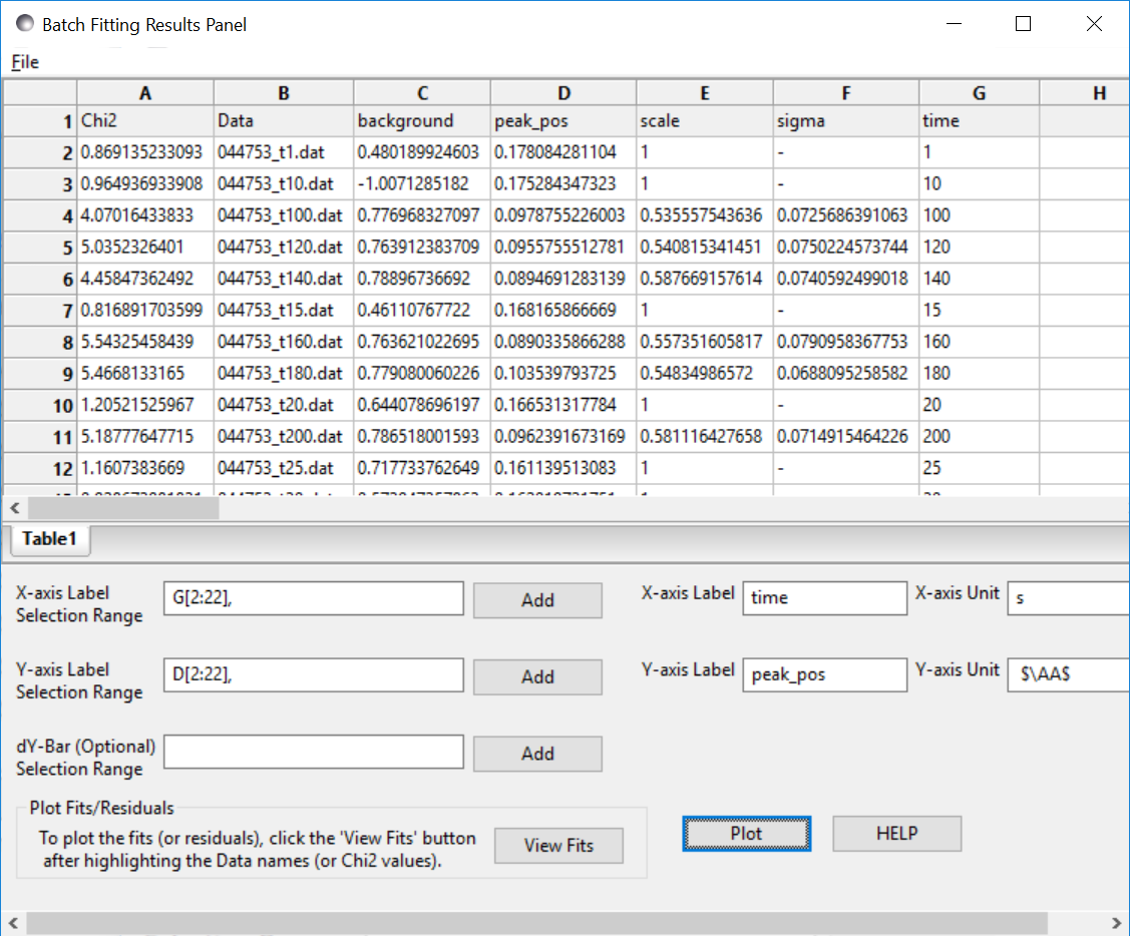 Batch Fitting Results Panel
File
A B C D E F G H
1 Chi2 Data background peak_pos scale sigma time
2 0.869135233093 044753_t1.dat 0.480189924603 0.178084281104 1 - 1
3 0.964936933908 044753_t10.dat -1.0071285182 0.175284347323 1 - 10
4 4.07016433833 044753_t100.dat 0.776968327097 0.0978755226003 0.535557543636 0.0725686391063 100
5 5.0352326401 044753_t120.dat 0.763912383709 0.0955755512781 0.540815341451 0.0750224573744 120
6 4.45847362492 044753_t140.dat 0.78896736692 0.0894691283139 0.587669157614 0.0740592499018 140
7 0.816891703599 044753_t15.dat 0.46110767722 0.168165866669 1 - 15
8 5.54325458439 044753_t160.dat 0.763621022695 0.0890335866288 0.557351605817 0.0790958367753 160
9 5.4668133165 044753_t180.dat 0.779080060226 0.103539793725 0.54834986572 0.0688095258582 180
10 1.20521525967 044753_t20.dat 0.644078696197 0.166531317784 1 - 20
11 5.18777647715 044753_t200.dat 0.786518001593 0.0962391673169 0.581116427658 0.0714915464226 200
12 1.1607383669 044753_t25.dat 0.717733762649 0.161139513083 1 - 25
Table1
X-axis Label
Selection Range
G[2:22],
Add
X-axis Label
time
X-axis Unit
s
Y-axis Label
Selection Range
D[2:22],
Add
Y-axis Label
peak_pos
Y-axis Unit
$\AA$
dY-Bar (Optional)
Selection Range
Add
Plot Fits/Residuals
To plot the fits (or residuals), click the 'View Fits' button
after highlighting the Data names (or Chi2 values).
View Fits
Plot
HELP